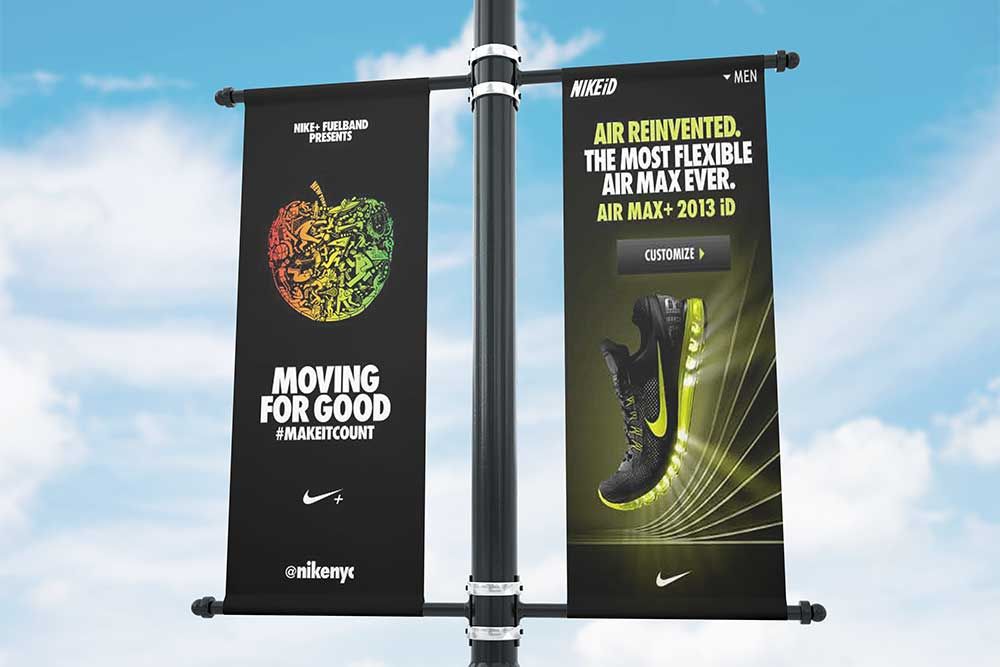 NIKE+ FUELBAND
PRESENTS
MOVING
FOR GOOD
#MAKEITCOUNT
+
@nikenyc
NIKEiD
MEN
AIR REINVENTED.
THE MOST FLEXIBLE
AIR MAX EVER.
AIR MAX+ 2013 iD
CUSTOMIZE